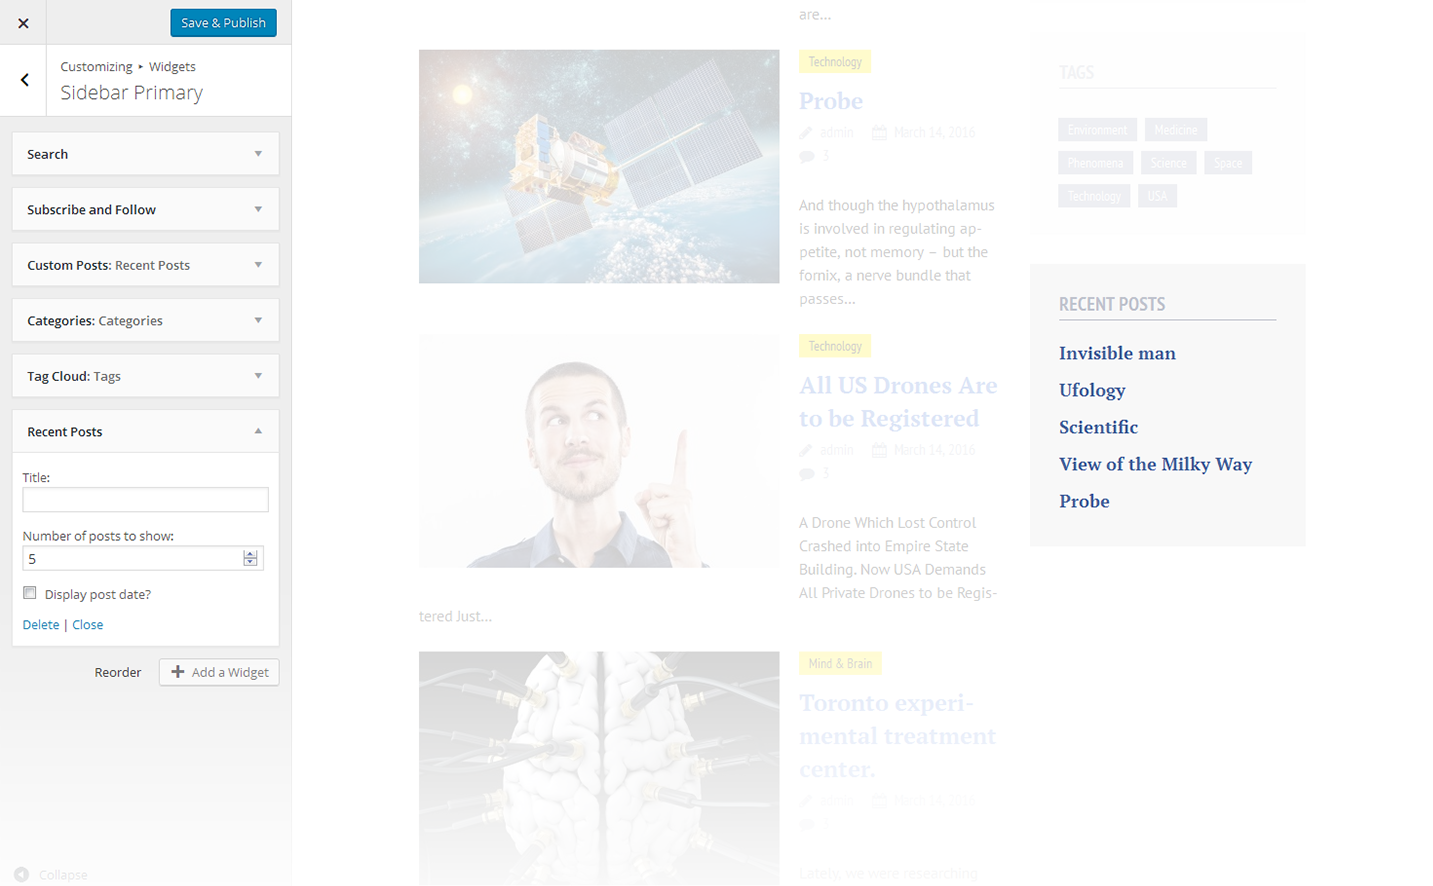 Save & Publish
Customizing ▸ Widgets
Sidebar Primary
Search
Subscribe and Follow
Custom Posts: Recent Posts
Categories: Categories
Tag Cloud: Tags
Recent Posts
Title:
Number of posts to show:
5
Display post date?
Delete | Close
Reorder
Add a Widget
Collapse
are...
Technology
Probe
admin March 14, 2016
3
And though the hypothalamus
is involved in regulating ap-
petite, not memory – but the
fornix, a nerve bundle that
passes...
Technology
All US Drones Are
to be Registered
admin March 14, 2016
3
A Drone Which Lost Control
Crashed into Empire State
Building. Now USA Demands
All Private Drones to be Regis-
tered Just...
Mind & Brain
Toronto experi-
mental treatment
center.
admin March 14, 2016
Lately, we were researching
TAGS
Environment Medicine
Phenomena Science Space
Technology USA
RECENT POSTS
Invisible man
Ufology
Scientific
View of the Milky Way
Probe